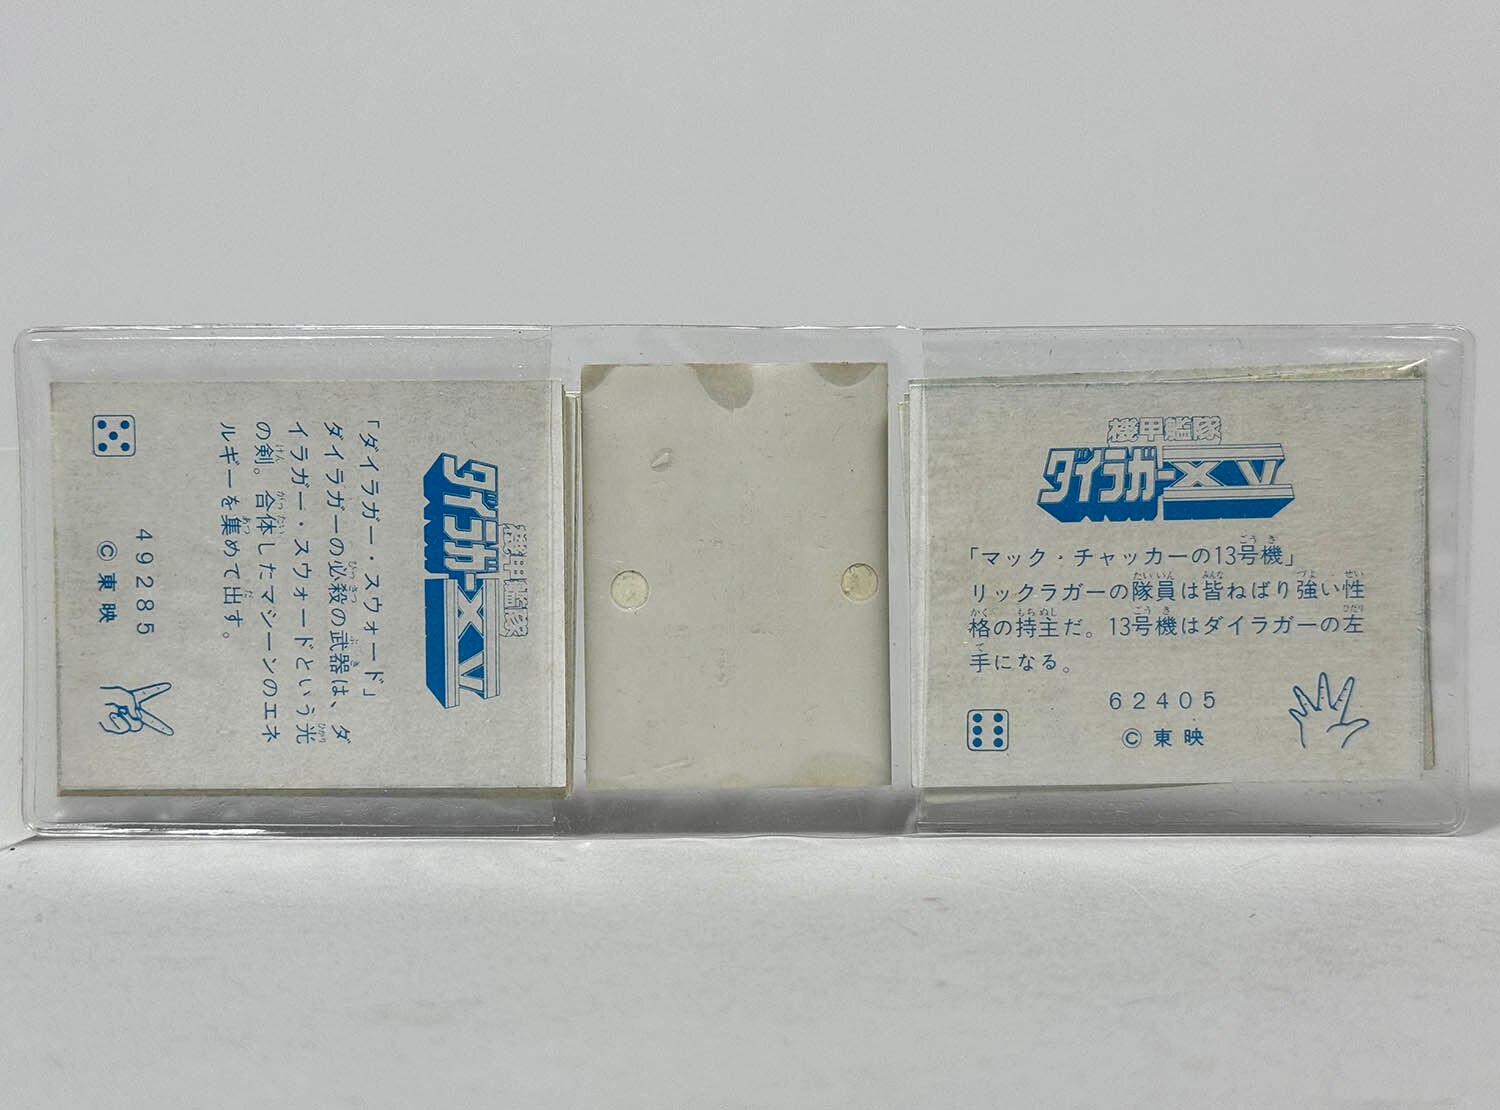 機甲艦隊
ダイラガーXV
「ダイラガー・スウォード」
ダイラガーの必殺の武器は、ダ
イラガー・スウォードという光
の剣。合体したマシーンのエネ
ルギーを集めて出す。
49285
©東映
機甲艦隊
ダイラガーXV
「マック・チャッカーの13号機」
リックラガーの隊員は皆ねばり強い性
格の持主だ。13号機はダイラガーの左
手になる。
62405
©東映